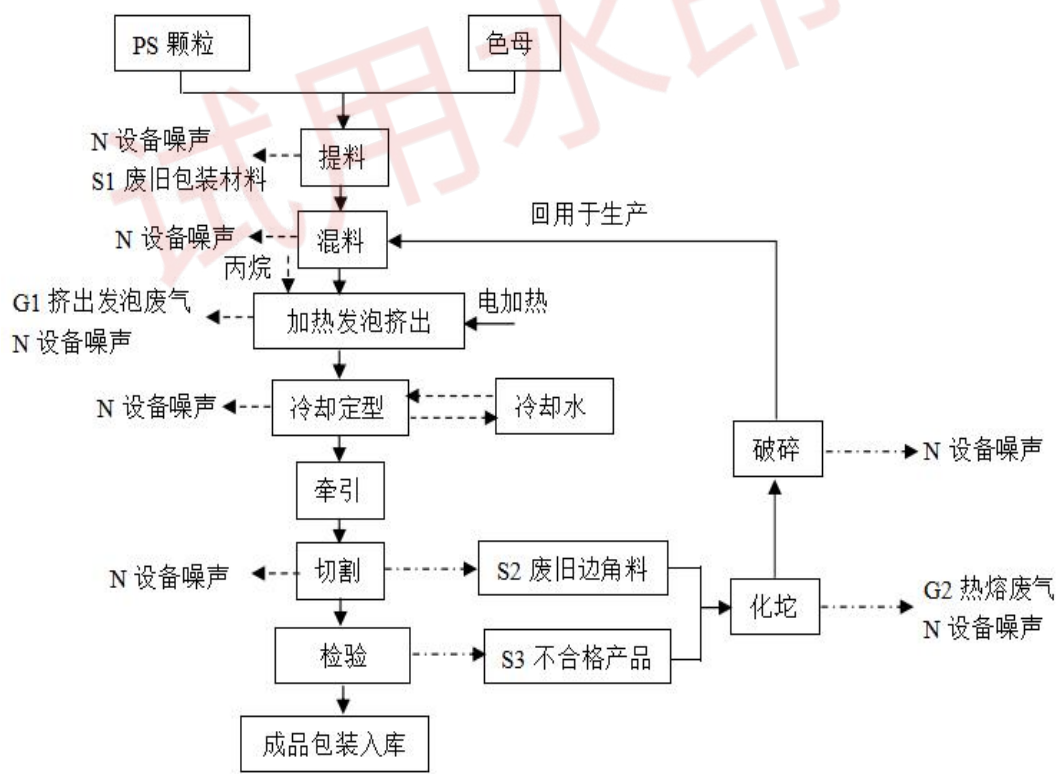 试用水印
PS 颗粒
色母
N 设备噪声
S1 废旧包装材料
提料
回用于生产
N 设备噪声
混料
丙烷
G1 挤出发泡废气
N 设备噪声
加热发泡挤出
电加热
N 设备噪声
冷却定型
冷却水
破碎
N 设备噪声
牵引
N 设备噪声
切割
S2 废旧边角料
化坨
G2 热熔废气
N 设备噪声
检验
S3 不合格产品
成品包装入库